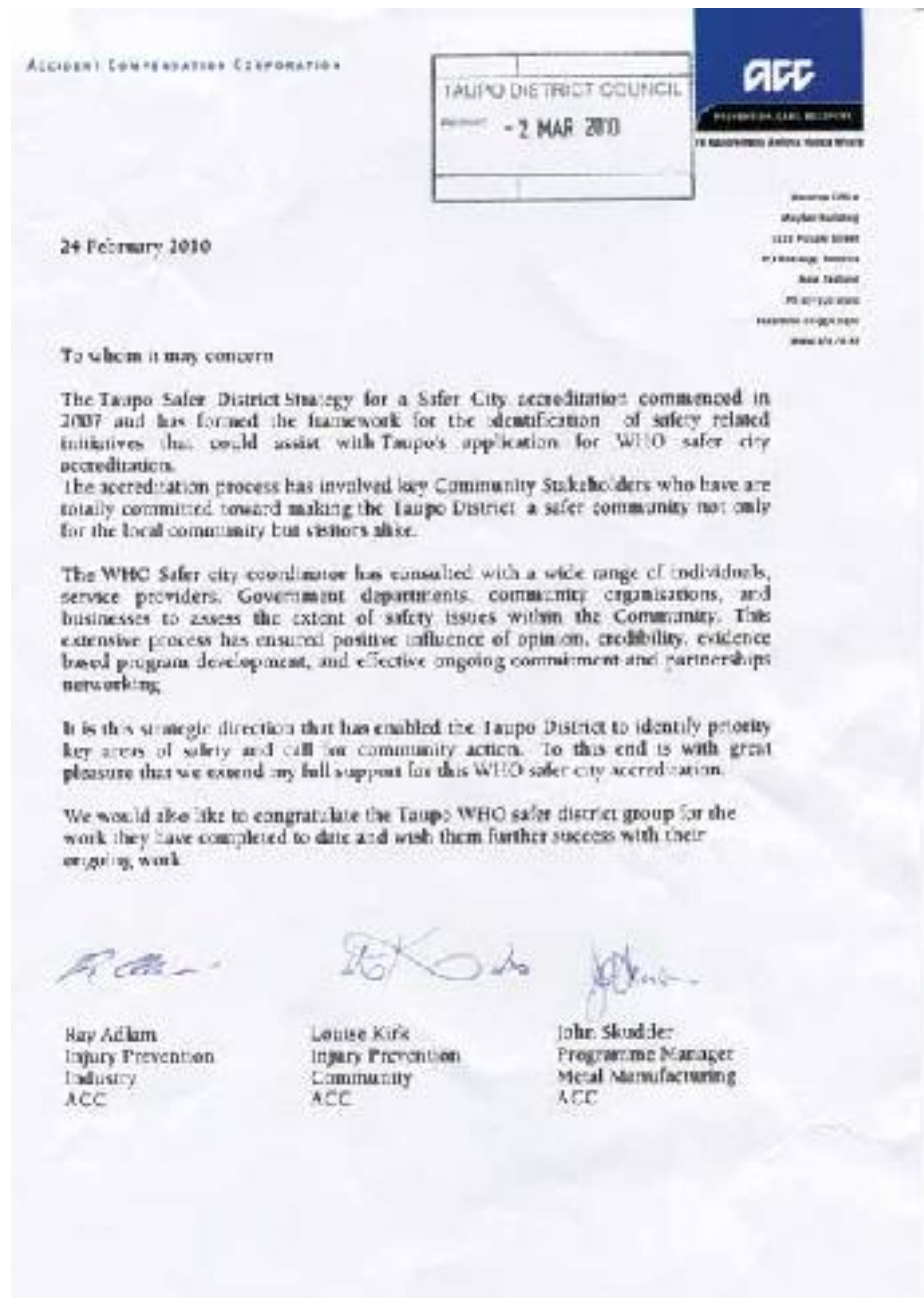 ACCIDENT COMPENSATION CORPORATION
TAUPO DISTRICT COUNCIL
- 2 MAR 2010
acc
PREVENTION. CARE. RECOVERY.
24 February 2010
New Zealand
To whom it may concern
The Taupo Safer District Strategy for a Safer City accreditation commenced in
2007 and has formed the framework for the identification of safety related
initiatives that could assist with Taupo's application for WHO safer city
accreditation.
The accreditation process has involved key Community Stakeholders who have are
totally committed toward making the Taupo District a safer community not only
for the local community but visitors alike.
The WHO Safer city coordinator has consulted with a wide range of individuals,
service providers, Government departments, community organisations, and
businesses to assess the extent of safety issues within the Community. This
extensive process has ensured positive influence of opinion, credibility, evidence
based program development, and effective ongoing commitment and partnerships
networking
It is this strategic direction that has enabled the Taupo District to identify priority
key areas of safety and call for community action. To this end is with great
pleasure that we extend my full support for this WHO safer city accreditation.
We would also like to congratulate the Taupo WHO safer district group for the
work they have completed to date and wish them further success with their
ongoing work
Ray Adlam
Injury Prevention
Industry
ACC
Louise Kirk
Injury Prevention
Community
ACC
John Skudder
Programme Manager
Metal Manufacturing
ACC